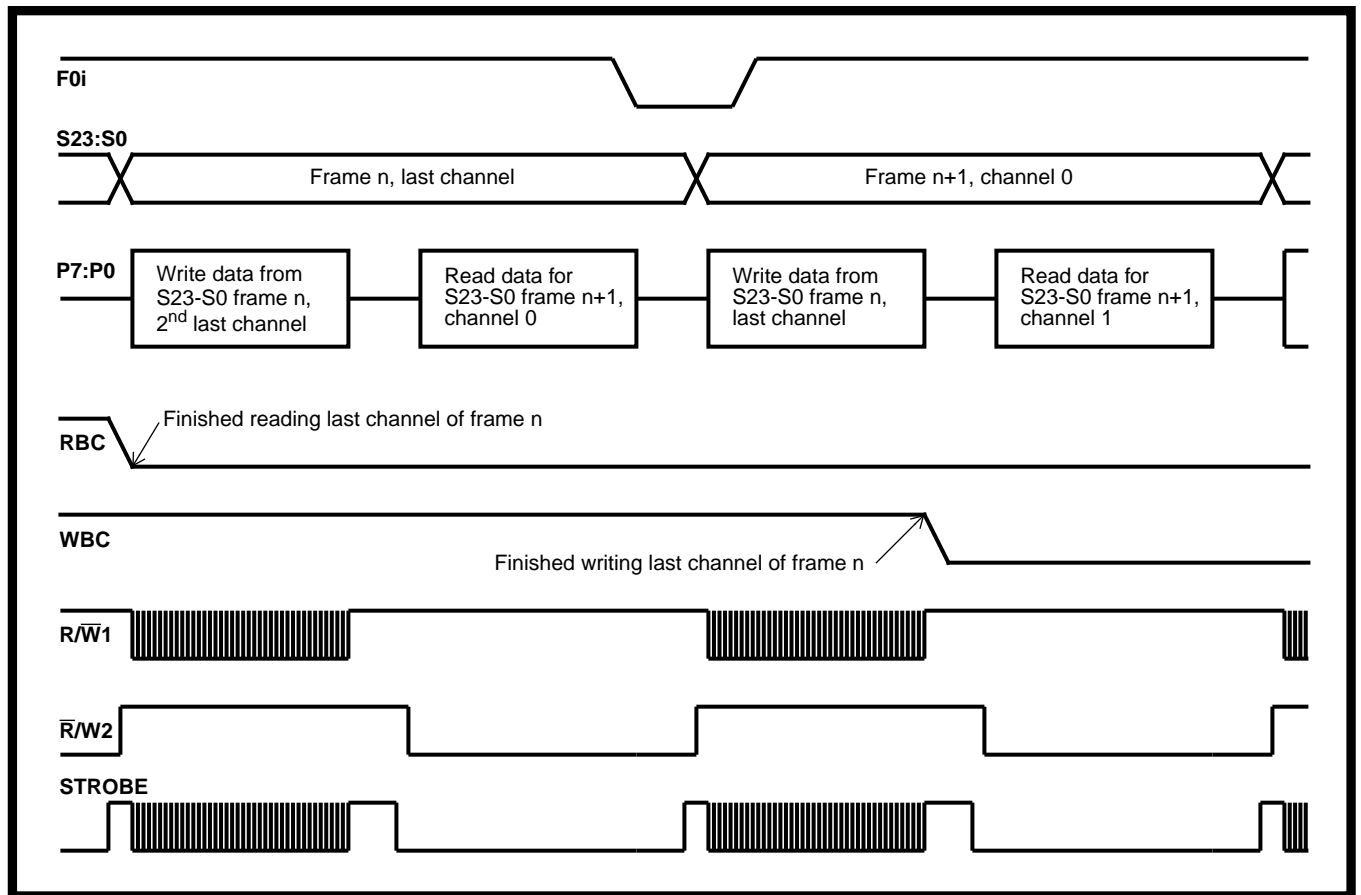 F0i
S23:S0
Frame n, last channel
Frame n+1, channel 0
P7:P0
Write data from
S23-S0 frame n,
2nd last channel
Read data for
S23-S0 frame n+1,
channel 0
Write data from
S23-S0 frame n,
last channel
Read data for
S23-S0 frame n+1,
channel 1
Finished reading last channel of frame n
RBC
WBC
Finished writing last channel of frame n
R/W̅1
R̅/W2
STROBE